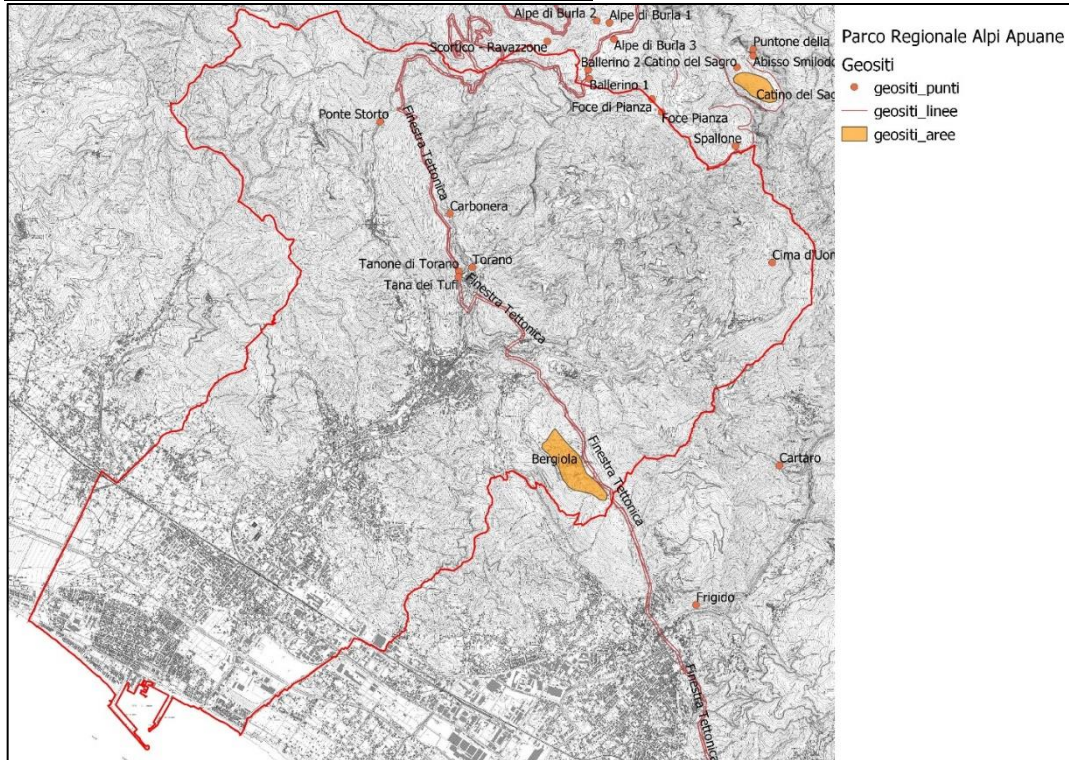 Alpe di Burla 2
Alpe di Burla 1
Scortico - Ravazzone
Alpe di Burla 3
Puntone della
Ballerino 2
Catino del Sagro
Abisso Smilodo
Ballerino 1
Catino del Sag
Foce di Pianza
Foce Pianza
Ponte Storto
Spallone
Finestra Tettonica
Carbonera
Tanone di Torano
Torano
Cima d'Uom
Tana dei Tufi
Finestra Tettonica
Bergiola
Finestra Tettonica
Cartaro
Frigido
Finestra Tettonica
Parco Regionale Alpi Apuane
Geositi
geositi_punti
geositi_linee
geositi_aree